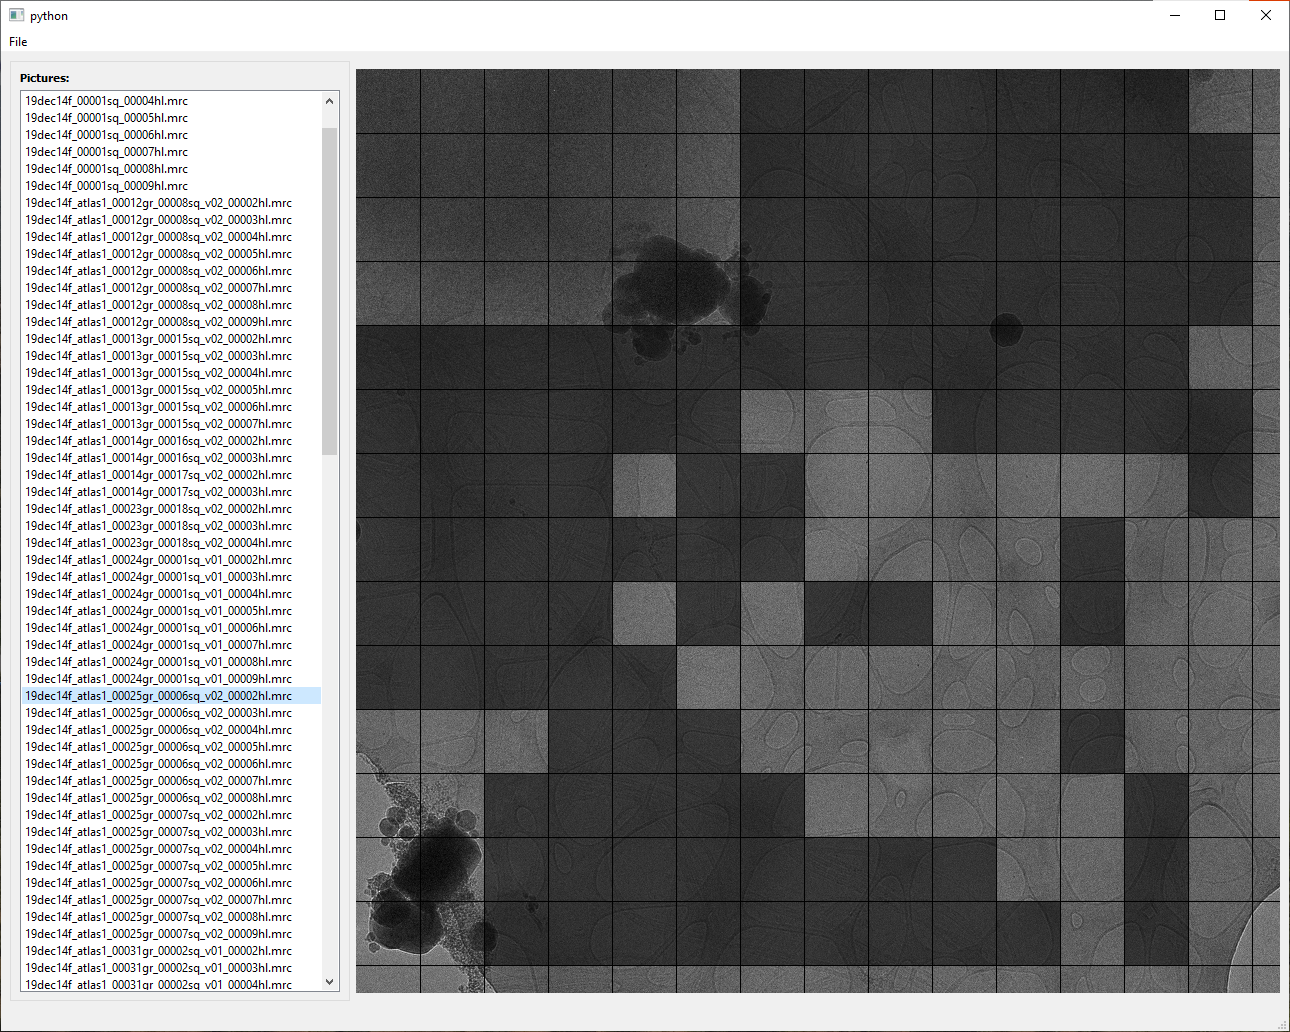 python
File
Pictures:
19dec14f_00001sq_00004hl.mrc
19dec14f_00001sq_00005hl.mrc
19dec14f_00001sq_00006hl.mrc
19dec14f_00001sq_00007hl.mrc
19dec14f_00001sq_00008hl.mrc
19dec14f_00001sq_00009hl.mrc
19dec14f_atlas1_00012gr_00008sq_v02_00002hl.mrc
19dec14f_atlas1_00012gr_00008sq_v02_00003hl.mrc
19dec14f_atlas1_00012gr_00008sq_v02_00004hl.mrc
19dec14f_atlas1_00012gr_00008sq_v02_00005hl.mrc
19dec14f_atlas1_00012gr_00008sq_v02_00006hl.mrc
19dec14f_atlas1_00012gr_00008sq_v02_00007hl.mrc
19dec14f_atlas1_00012gr_00008sq_v02_00008hl.mrc
19dec14f_atlas1_00012gr_00008sq_v02_00009hl.mrc
19dec14f_atlas1_00013gr_00015sq_v02_00002hl.mrc
19dec14f_atlas1_00013gr_00015sq_v02_00003hl.mrc
19dec14f_atlas1_00013gr_00015sq_v02_00004hl.mrc
19dec14f_atlas1_00013gr_00015sq_v02_00005hl.mrc
19dec14f_atlas1_00013gr_00015sq_v02_00006hl.mrc
19dec14f_atlas1_00013gr_00015sq_v02_00007hl.mrc
19dec14f_atlas1_00014gr_00016sq_v02_00002hl.mrc
19dec14f_atlas1_00014gr_00016sq_v02_00003hl.mrc
19dec14f_atlas1_00014gr_00017sq_v02_00002hl.mrc
19dec14f_atlas1_00014gr_00017sq_v02_00003hl.mrc
19dec14f_atlas1_00023gr_00018sq_v02_00002hl.mrc
19dec14f_atlas1_00023gr_00018sq_v02_00003hl.mrc
19dec14f_atlas1_00023gr_00018sq_v02_00004hl.mrc
19dec14f_atlas1_00024gr_00001sq_v01_00002hl.mrc
19dec14f_atlas1_00024gr_00001sq_v01_00003hl.mrc
19dec14f_atlas1_00024gr_00001sq_v01_00004hl.mrc
19dec14f_atlas1_00024gr_00001sq_v01_00005hl.mrc
19dec14f_atlas1_00024gr_00001sq_v01_00006hl.mrc
19dec14f_atlas1_00024gr_00001sq_v01_00007hl.mrc
19dec14f_atlas1_00024gr_00001sq_v01_00008hl.mrc
19dec14f_atlas1_00024gr_00001sq_v01_00009hl.mrc
19dec14f_atlas1_00025gr_00006sq_v02_00002hl.mrc
19dec14f_atlas1_00025gr_00006sq_v02_00003hl.mrc
19dec14f_atlas1_00025gr_00006sq_v02_00004hl.mrc
19dec14f_atlas1_00025gr_00006sq_v02_00005hl.mrc
19dec14f_atlas1_00025gr_00006sq_v02_00006hl.mrc
19dec14f_atlas1_00025gr_00006sq_v02_00007hl.mrc
19dec14f_atlas1_00025gr_00006sq_v02_00008hl.mrc
19dec14f_atlas1_00025gr_00007sq_v02_00002hl.mrc
19dec14f_atlas1_00025gr_00007sq_v02_00003hl.mrc
19dec14f_atlas1_00025gr_00007sq_v02_00004hl.mrc
19dec14f_atlas1_00025gr_00007sq_v02_00005hl.mrc
19dec14f_atlas1_00025gr_00007sq_v02_00006hl.mrc
19dec14f_atlas1_00025gr_00007sq_v02_00007hl.mrc
19dec14f_atlas1_00025gr_00007sq_v02_00008hl.mrc
19dec14f_atlas1_00025gr_00007sq_v02_00009hl.mrc
19dec14f_atlas1_00031gr_00002sq_v01_00002hl.mrc
19dec14f_atlas1_00031gr_00002sq_v01_00003hl.mrc
19dec14f_atlas1_00031gr_00002sq_v01_00004hl.mrc